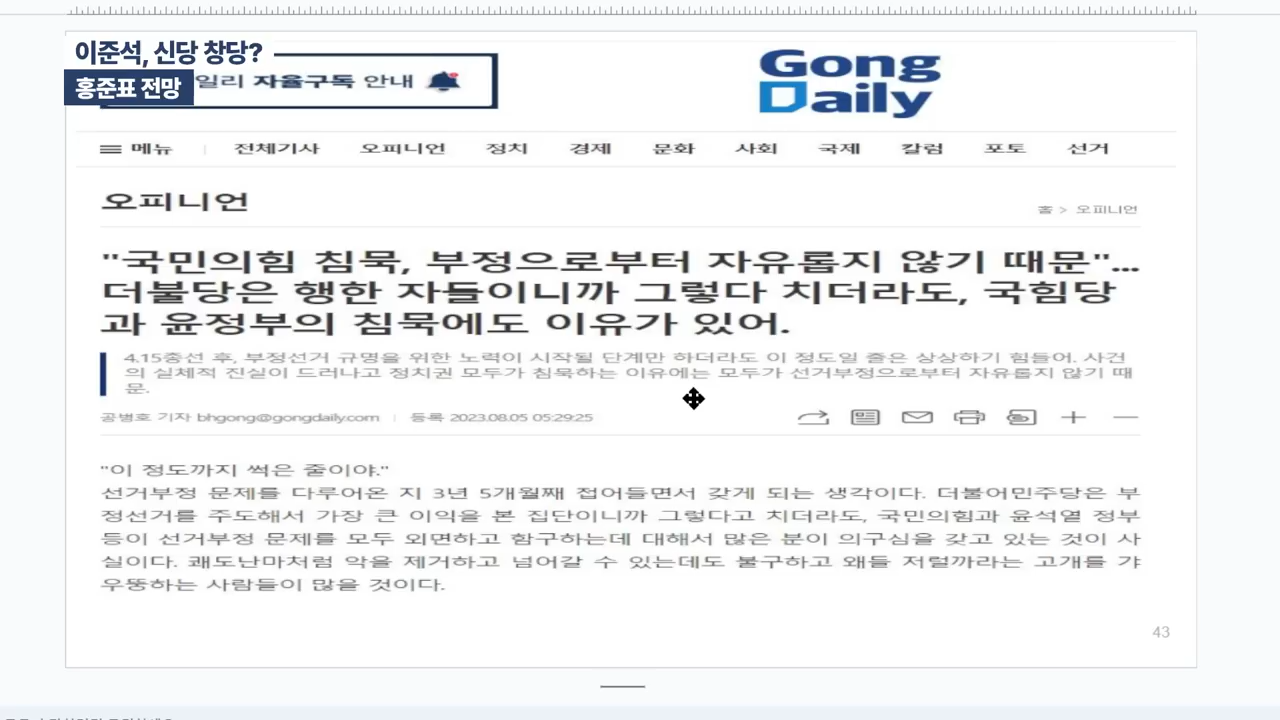 이준석, 신당 창당?
홍준표 전망
일리 자율구독 안내
Gong
Daily
메뉴 전체기사 오피니언 정치 경제 문화 사회 국제 칼럼 포토 선거
오피니언
홈 > 오피니언
"국민의힘 침묵, 부정으로부터 자유롭지 않기 때문"...
더불당은 행한 자들이니까 그렇다 치더라도, 국힘당
과 윤정부의 침묵에도 이유가 있어.
4.15총선 후, 부정선거 규명을 위한 노력이 시작될 단계만 하더라도 이 정도일 줄은 상상하기 힘들어. 사건
의 실체적 진실이 드러나고 정치권 모두가 침묵하는 이유에는 모두가 선거부정으로부터 자유롭지 않기 때
문.
공병호 기자 bhgong@gongdaily.com 등록 2023.08.05 05:29:25
"이 정도까지 썩은 줄이야."
선거부정 문제를 다루어온 지 3년 5개월째 접어들면서 갖게 되는 생각이다. 더불어민주당은 부
정선거를 주도해서 가장 큰 이익을 본 집단이니까 그렇다고 치더라도, 국민의힘과 윤석열 정부
등이 선거부정 문제를 모두 외면하고 함구하는데 대해서 많은 분이 의구심을 갖고 있는 것이 사
실이다. 쾌도난마처럼 악을 제거하고 넘어갈 수 있는데도 불구하고 왜들 저럴까라는 고개를 갸
우뚱하는 사람들이 많을 것이다.
43